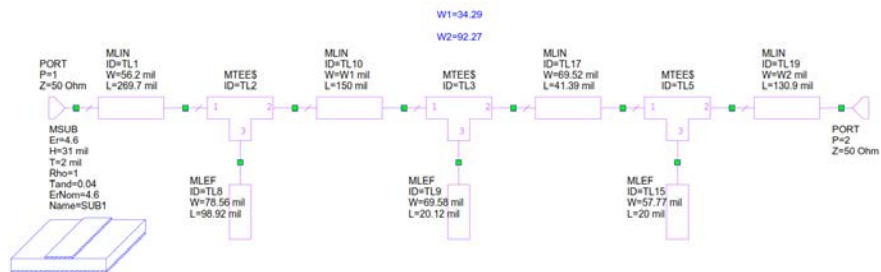 W1=34.29
W2=92.27
PORT
P=1
Z=50 Ohm
MLIN
ID=TL1
W=56.2 mil
L=269.7 mil
MTEE$
ID=TL2
MLIN
ID=TL10
W=W1 mil
L=150 mil
MTEE$
ID=TL3
MLIN
ID=TL17
W=69.52 mil
L=41.39 mil
MTEE$
ID=TL5
MLIN
ID=TL19
W=W2 mil
L=130.9 mil
1
2
3
1
2
3
1
2
3
PORT
P=2
Z=50 Ohm
MSUB
Er=4.6
H=31 mil
T=2 mil
Rho=1
Tand=0.04
ErNom=4.6
Name=SUB1
MLEF
ID=TL8
W=78.56 mil
L=98.92 mil
MLEF
ID=TL9
W=69.58 mil
L=20.12 mil
MLEF
ID=TL15
W=57.77 mil
L=20 mil